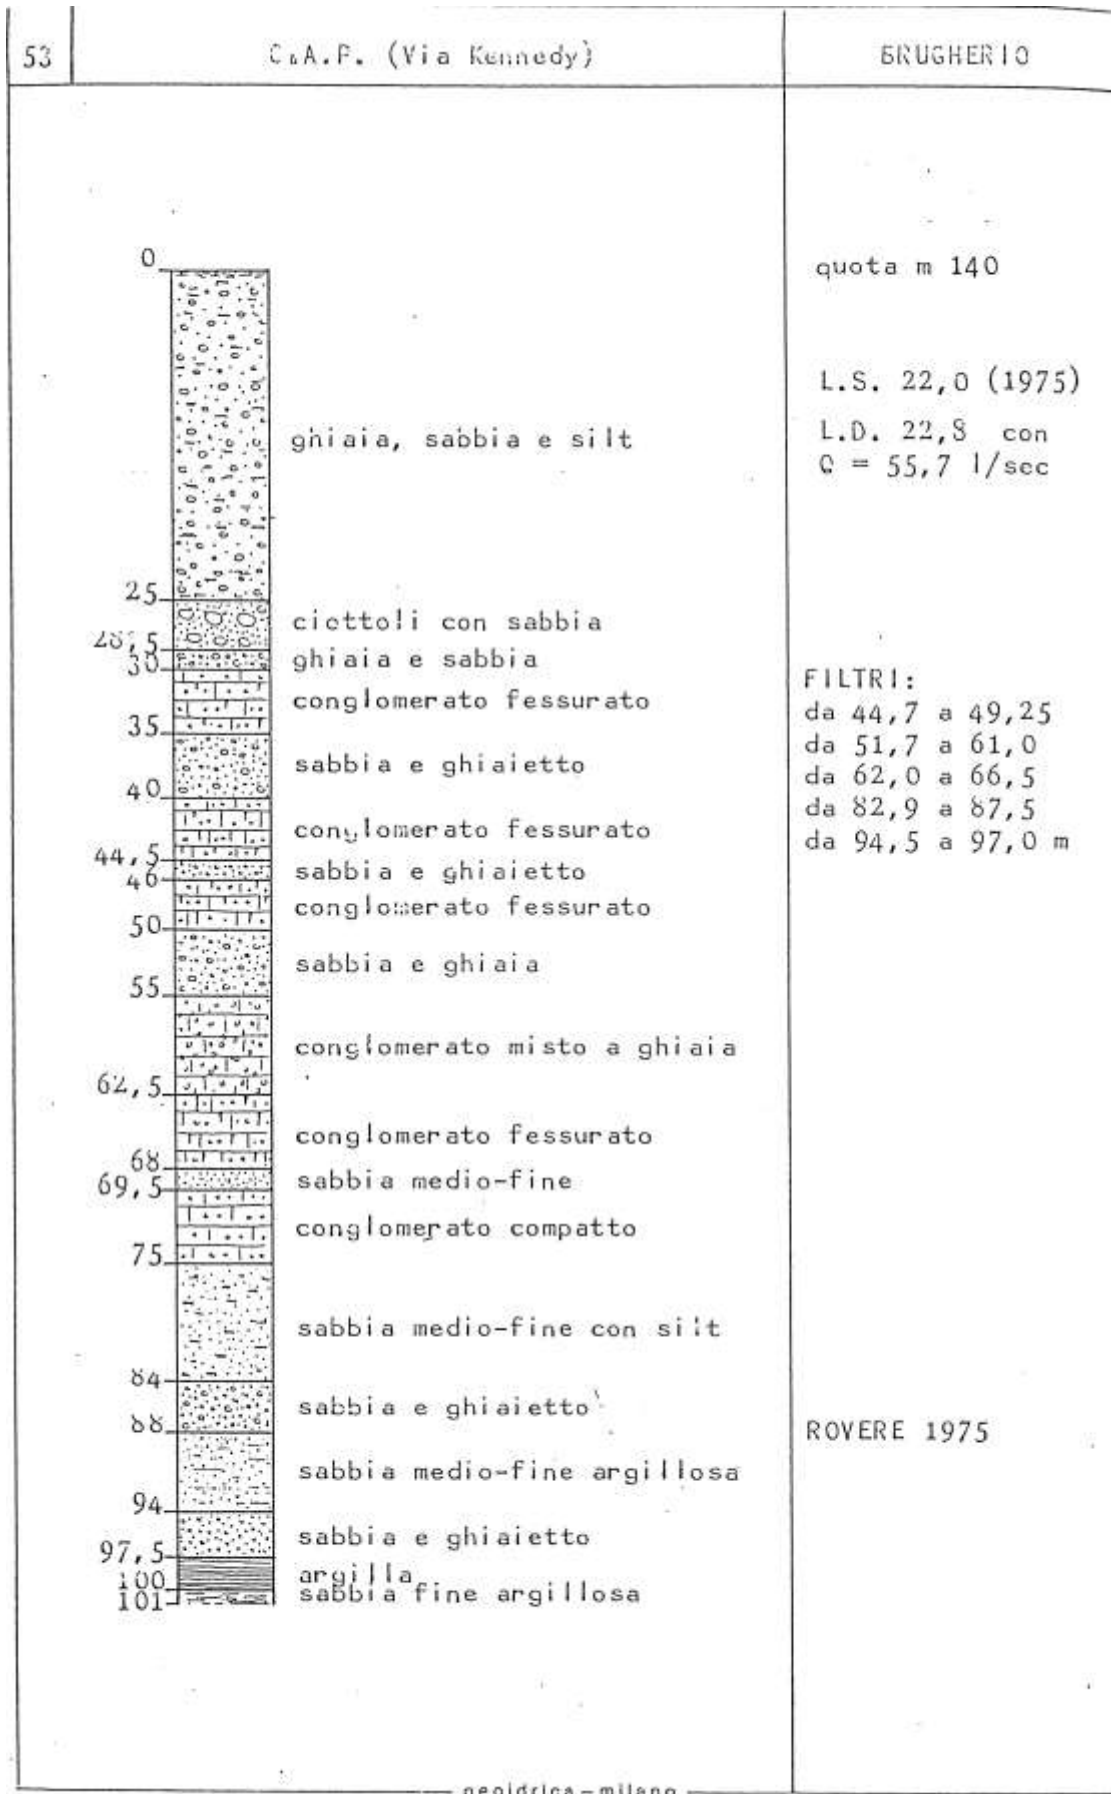 53
C.A.P. (Via Kennedy)
BRUGHERIO
quota m 140
L.S. 22,0 (1975)
L.D. 22,8 con
Q = 55,7 l/sec
FILTRI:
da 44,7 a 49,25
da 51,7 a 61,0
da 62,0 a 66,5
da 82,9 a 87,5
da 94,5 a 97,0 m
ROVERE 1975
0
ghiaia, sabbia e silt
25
ciottoli con sabbia
28,5
ghiaia e sabbia
30
conglomerato fessurato
35
sabbia e ghiaietto
40
conglomerato fessurato
44,5
sabbia e ghiaietto
46
conglomerato fessurato
50
sabbia e ghiaia
55
conglomerato misto a ghiaia
62,5
conglomerato fessurato
68
sabbia medio-fine
69,5
conglomerato compatto
75
sabbia medio-fine con silt
84
sabbia e ghiaietto
88
sabbia medio-fine argillosa
94
sabbia e ghiaietto
97,5
argilla
100
sabbia fine argillosa
101
geoidrica - milano